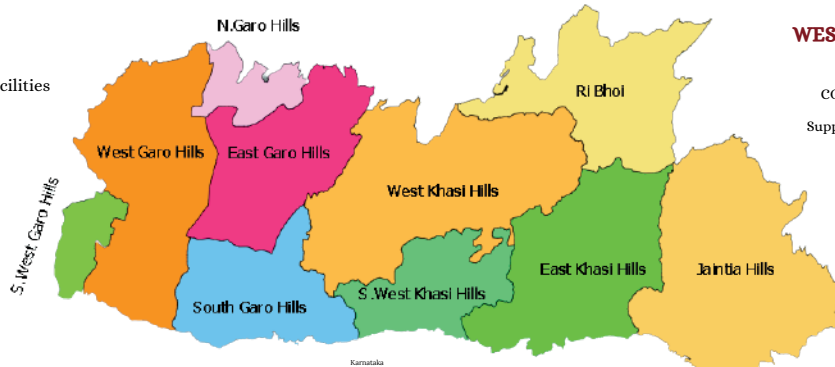 N.Garo Hills
WES
cilities
Ri Bhoi
CO
Supp
West Garo Hills
East Garo Hills
West Khasi Hills
S.West Garo Hills
East Khasi Hills
Jaintia Hills
S.West Khasi Hills
South Garo Hills
Karnataka